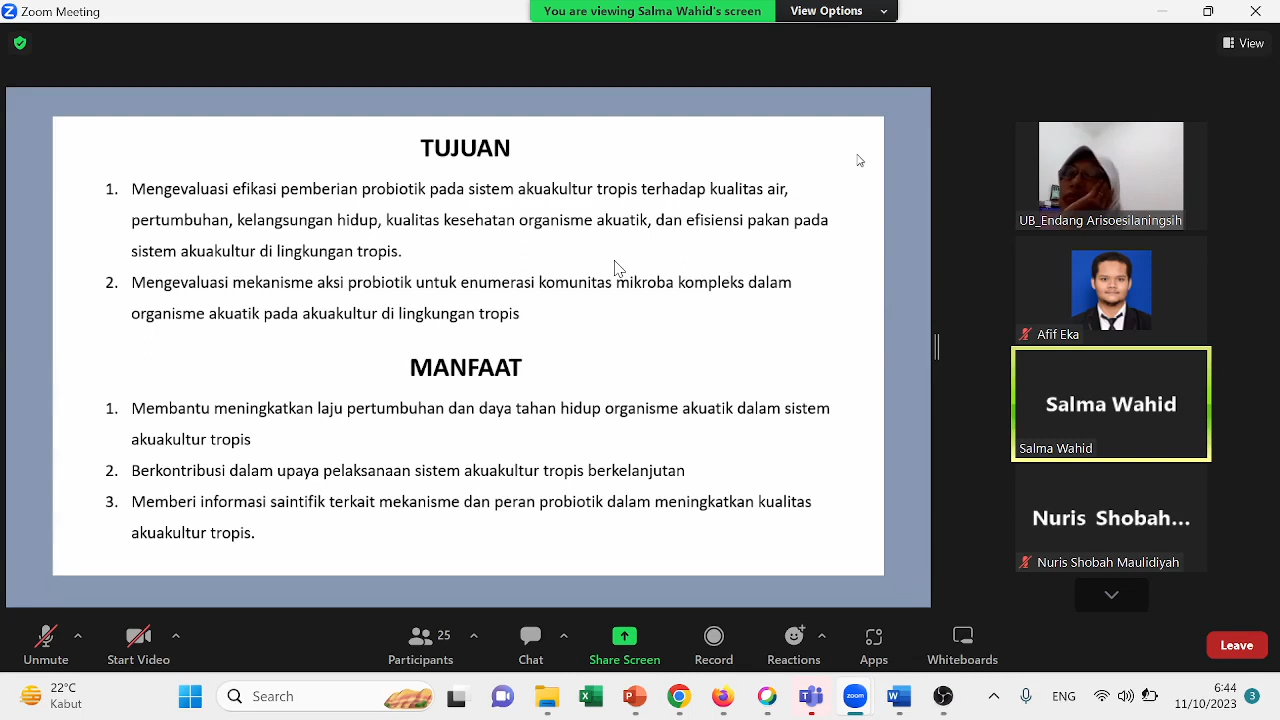 Zoom Meeting
You are viewing Salma Wahid's screen
View Options
View
TUJUAN
1. Mengevaluasi efikasi pemberian probiotik pada sistem akuakultur tropis terhadap kualitas air,
pertumbuhan, kelangsungan hidup, kualitas kesehatan organisme akuatik, dan efisiensi pakan pada
sistem akuakultur di lingkungan tropis.
2. Mengevaluasi mekanisme aksi probiotik untuk enumerasi komunitas mikroba kompleks dalam
organisme akuatik pada akuakultur di lingkungan tropis
MANFAAT
1. Membantu meningkatkan laju pertumbuhan dan daya tahan hidup organisme akuatik dalam sistem
akuakultur tropis
2. Berkontribusi dalam upaya pelaksanaan sistem akuakultur tropis berkelanjutan
3. Memberi informasi saintifik terkait mekanisme dan peran probiotik dalam meningkatkan kualitas
akuakultur tropis.
UB_Endang Arisoesilaningsih
Afif Eka
Salma Wahid
Salma Wahid
Nuris Shobah...
Nuris Shobah Maulidiyah
Unmute
Start Video
25
Participants
Chat
Share Screen
Record
Reactions
Apps
Whiteboards
Leave
22°C
Kabut
Search
zoom
ENG
6:44
11/10/2023
3